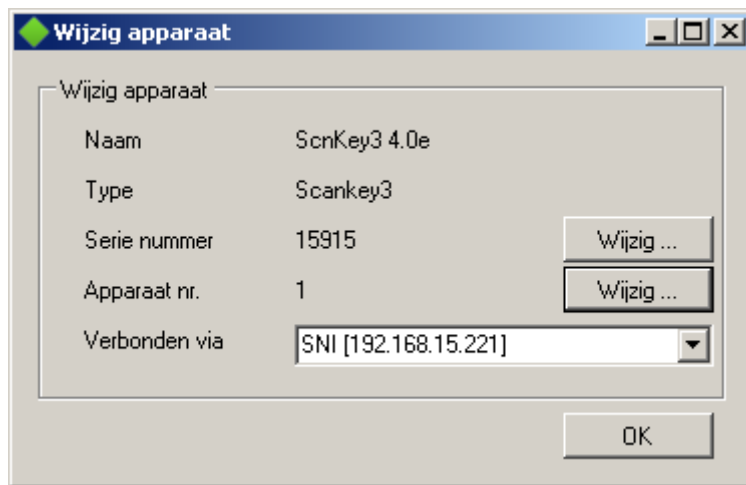 Wijzig apparaat
Wijzig apparaat
Naam ScnKey3 4.0e
Type Scankey3
Serie nummer 15915 Wijzig ...
Apparaat nr. 1 Wijzig ...
Verbonden via SNI [192.168.15.221]
OK